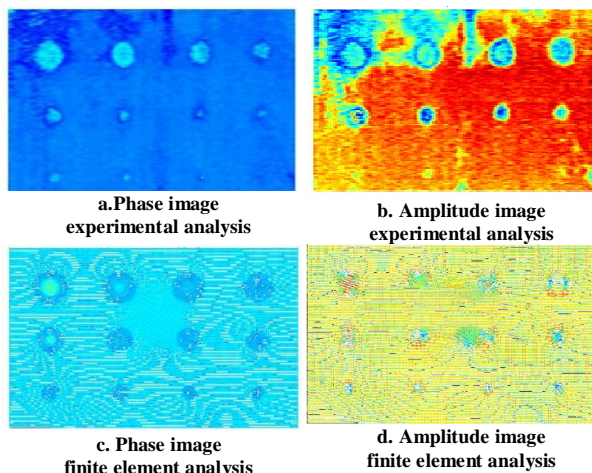 a.Phase image
experimental analysis
b. Amplitude image
experimental analysis
c. Phase image
finite element analysis
d. Amplitude image
finite element analysis